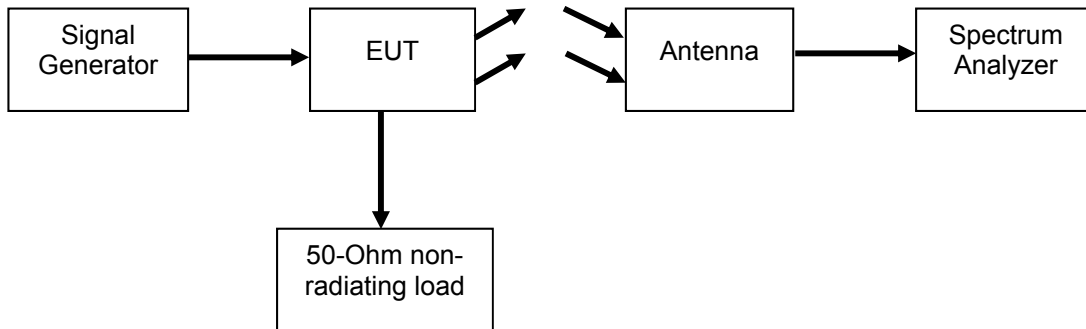 Signal
Generator
EUT
Antenna
Spectrum
Analyzer
50-Ohm non-
radiating load